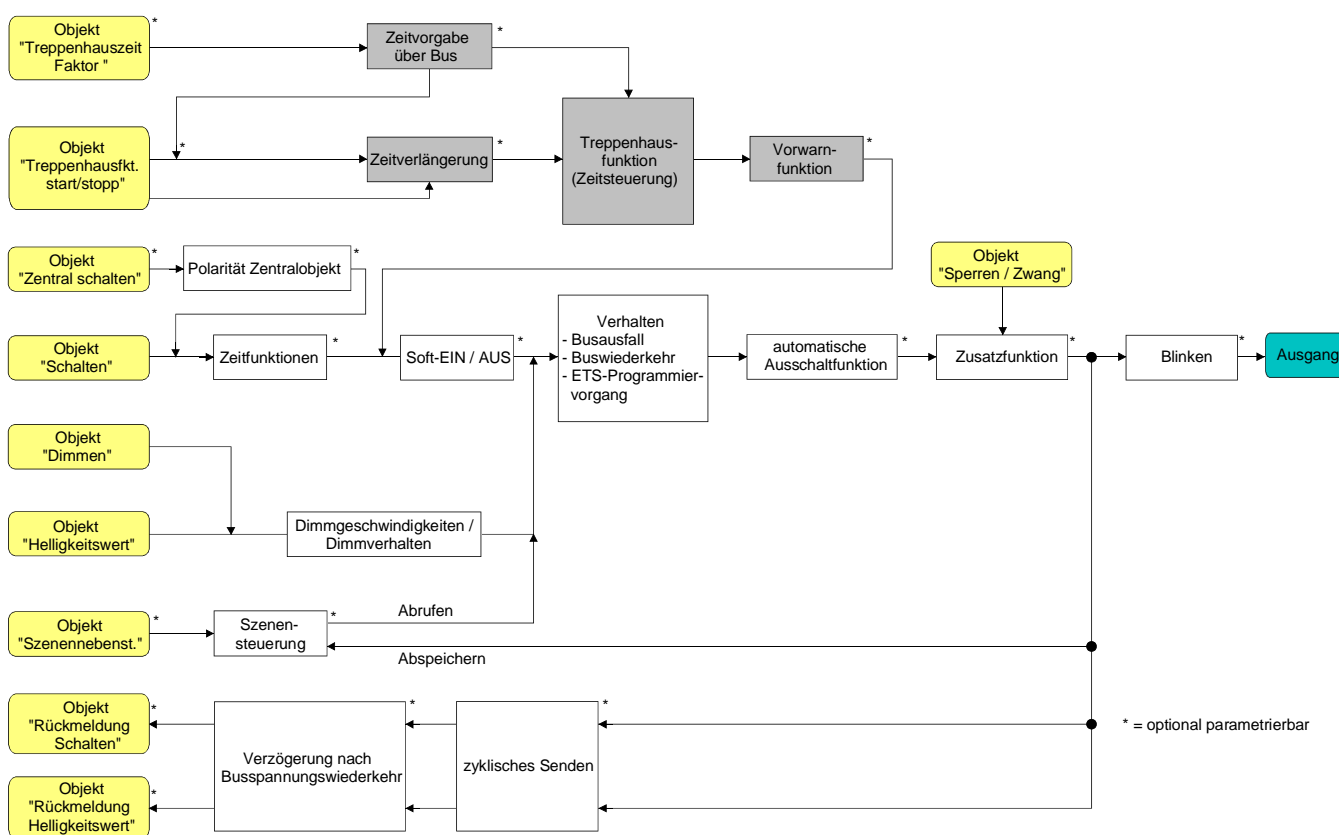 Objekt
"Treppenhauszeit
Faktor "
*
Zeitvorgabe
über Bus
*
Objekt
"Treppenhausfkt.
start/stopp"
*
Zeitverlängerung
*
Treppenhaus-
funktion
(Zeitsteuerung)
Vorwarn-
funktion
*
Objekt
"Zentral schalten"
*
Polarität Zentralobjekt
*
Objekt
"Sperren / Zwang"
Objekt
"Schalten"
Zeitfunktionen
*
Soft-EIN / AUS
*
Verhalten
- Busausfall
- Buswiederkehr
- ETS-Programmier-
vorgang
automatische
Ausschaltfunktion
*
Zusatzfunktion
*
Blinken
*
Ausgang
Objekt
"Dimmen"
Objekt
"Helligkeitswert"
Dimmgeschwindigkeiten /
Dimmverhalten
Objekt
"Szenennebenst."
*
Szenen-
steuerung
*
Abrufen
Abspeichern
Objekt
"Rückmeldung
Schalten"
*
Verzögerung nach
Busspannungswiederkehr
*
zyklisches Senden
*
* = optional parametrierbar
Objekt
"Rückmeldung
Helligkeitswert"
*